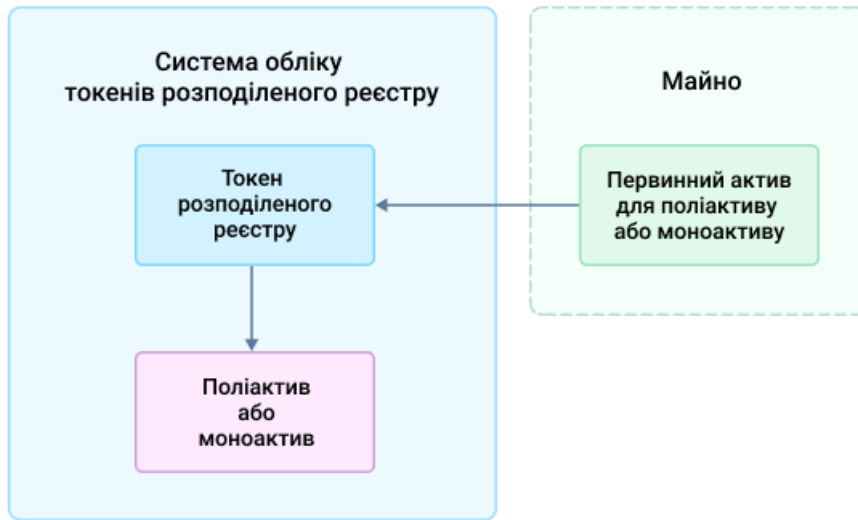 Система обліку
токенів розподіленого реєстру
Токен
розподіленого
реєстру
Поліактив
або
моноактив
Майно
Первинний актив
для поліактиву
або моноактиву